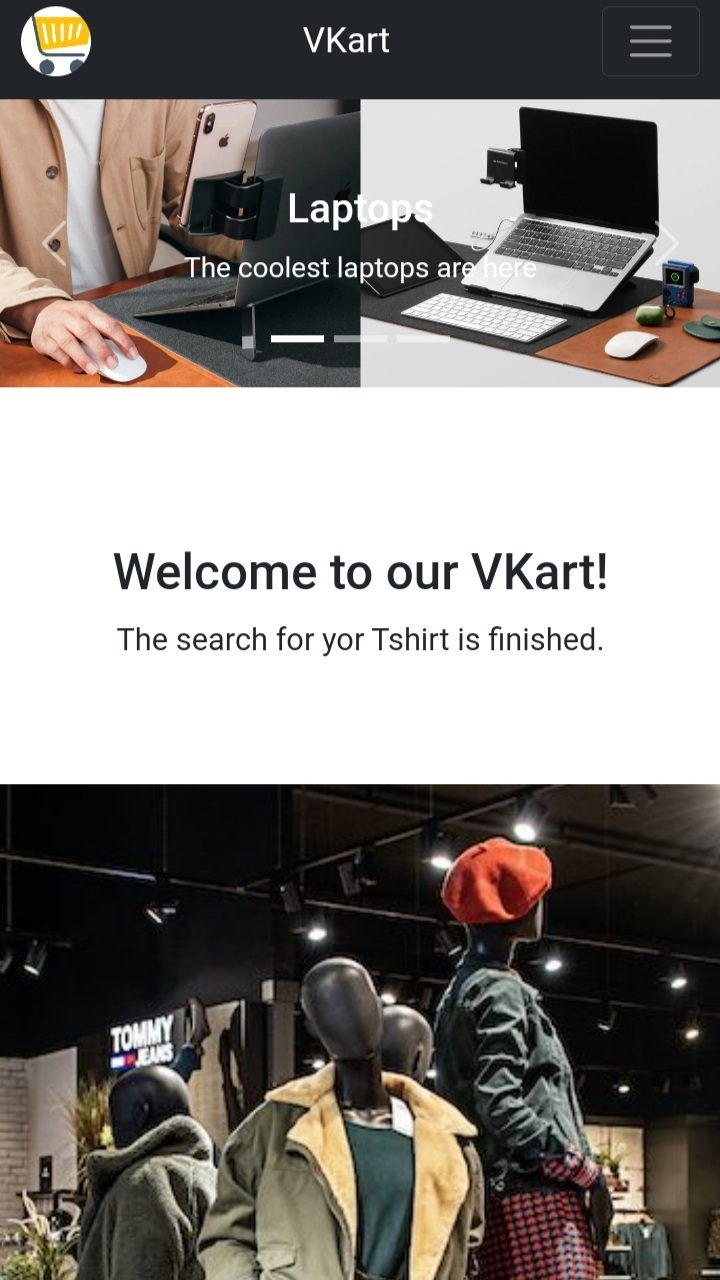 VKart
Laptops
The coolest laptops are here
Welcome to our VKart!
The search for yor Tshirt is finished.
TOMMY
JEANS